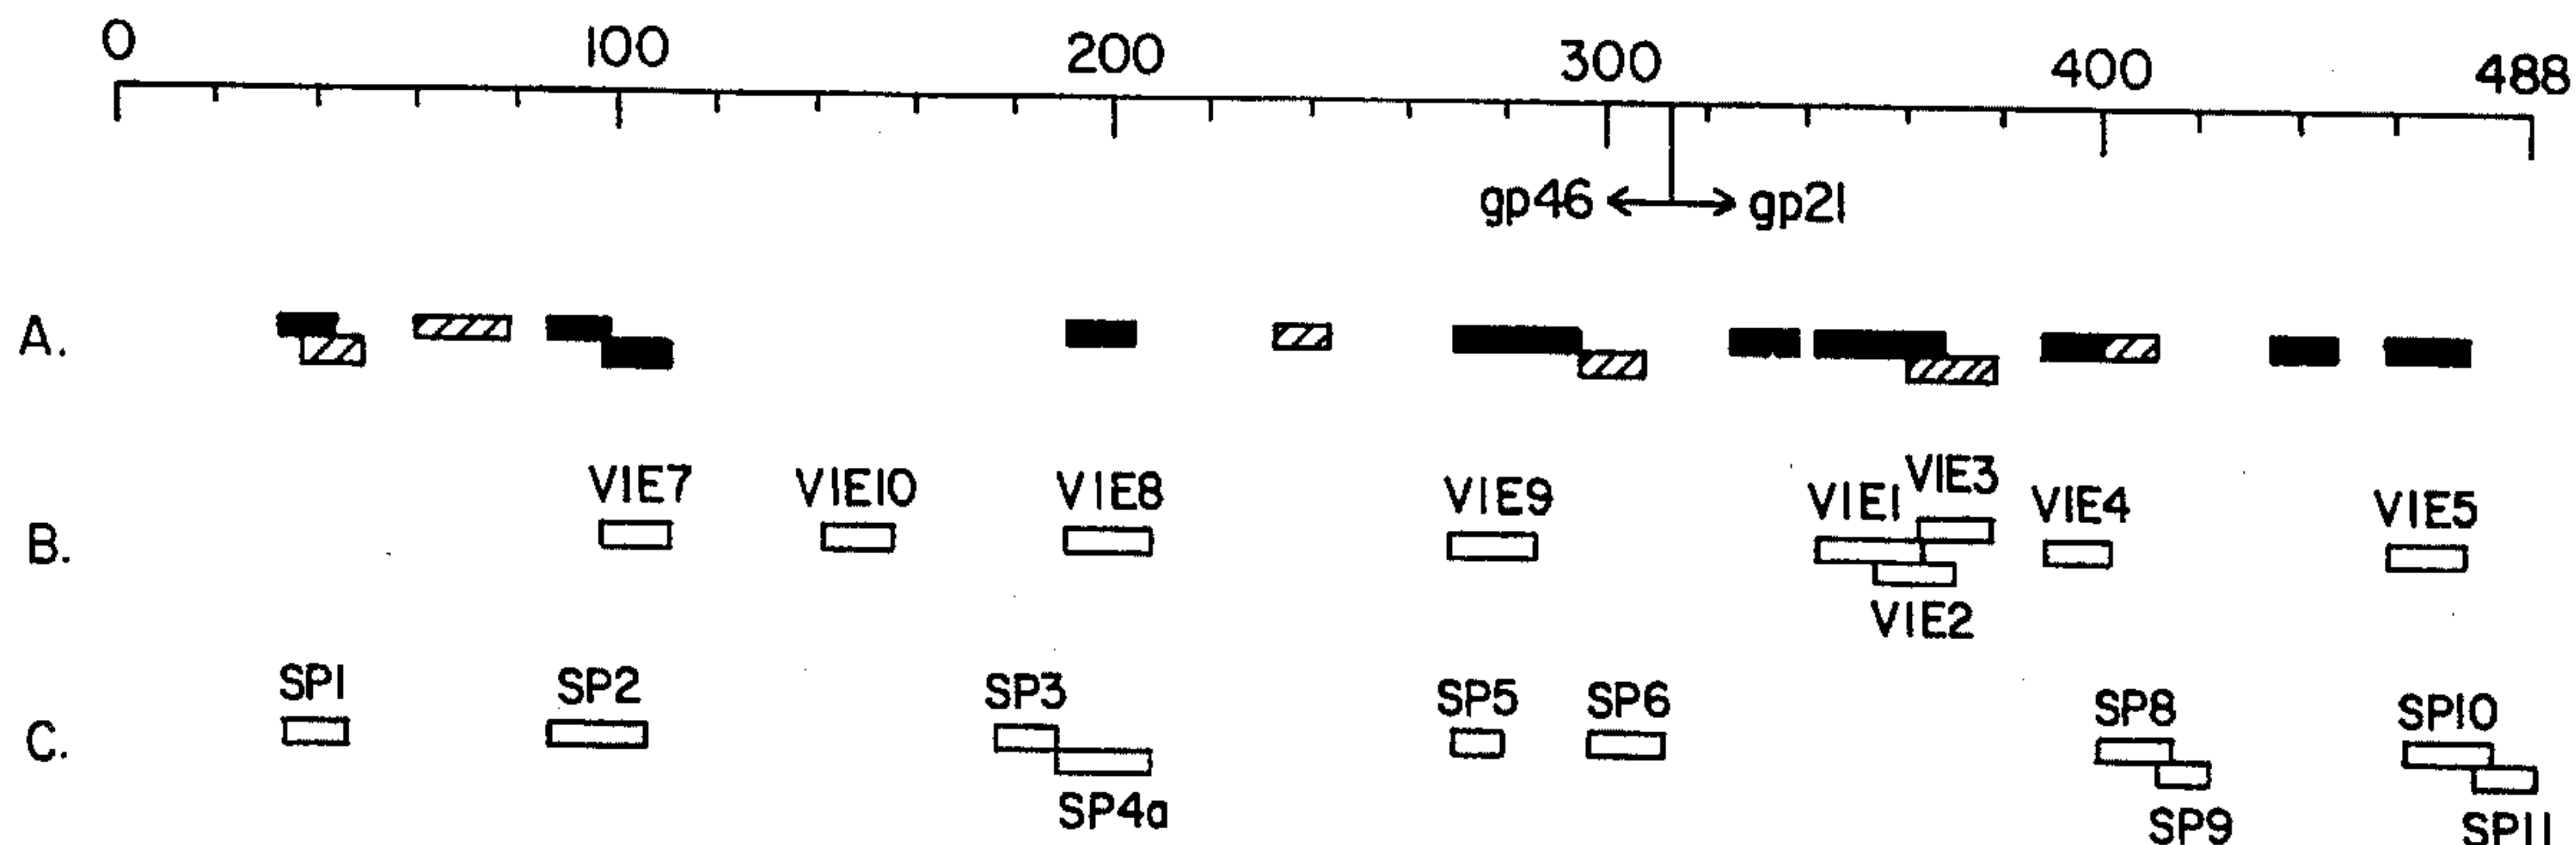 0 100 200 300 400 488
gp46 gp21
A.
VIE7 VIE10 VIE8 VIE9 VIE1 VIE3 VIE4 VIE5
B.
VIE2
SP1 SP2 SP3 SP5 SP6 SP8 SP10
C.
SP4a SP9 SP11